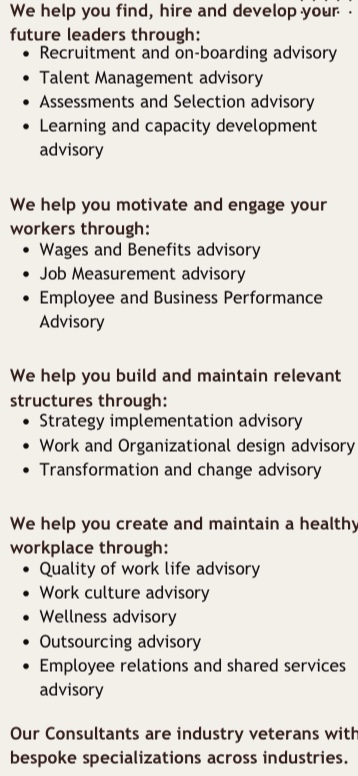 We help you find, hire and develop your
future leaders through:
• Recruitment and on-boarding advisory
• Talent Management advisory
• Assessments and Selection advisory
• Learning and capacity development
advisory
We help you motivate and engage your
workers through:
• Wages and Benefits advisory
• Job Measurement advisory
• Employee and Business Performance
Advisory
We help you build and maintain relevant
structures through:
• Strategy implementation advisory
• Work and Organizational design advisory
• Transformation and change advisory
We help you create and maintain a healthy
workplace through:
• Quality of work life advisory
• Work culture advisory
• Wellness advisory
• Outsourcing advisory
• Employee relations and shared services
advisory
Our Consultants are industry veterans with
bespoke specializations across industries.